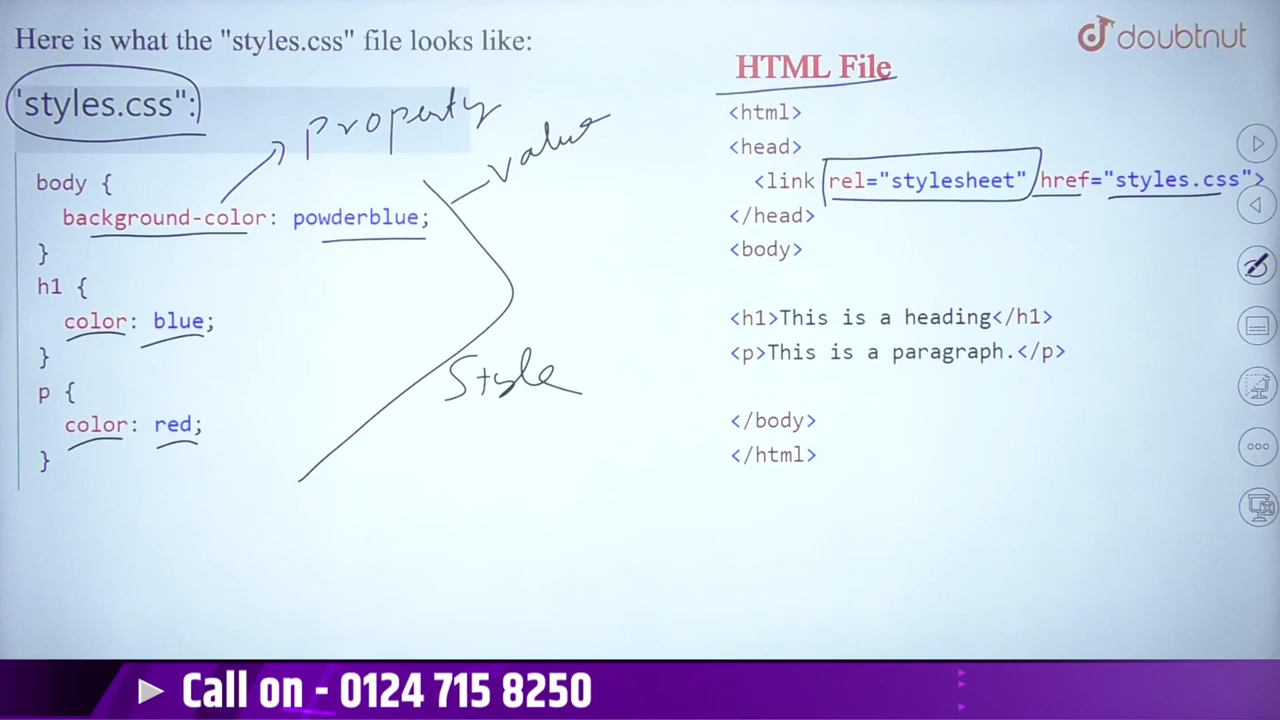 Here is what the "styles.css" file looks like:
"styles.css":
property
value
body {
background-color: powderblue;
}
h1 {
color: blue;
}
p {
color: red;
}
Style
doubtnut
HTML File
<html>
<head>
<link rel="stylesheet" href="styles.css">
</head>
<body>
<h1>This is a heading</h1>
<p>This is a paragraph.</p>
</body>
</html>
Call on - 0124 715 8250